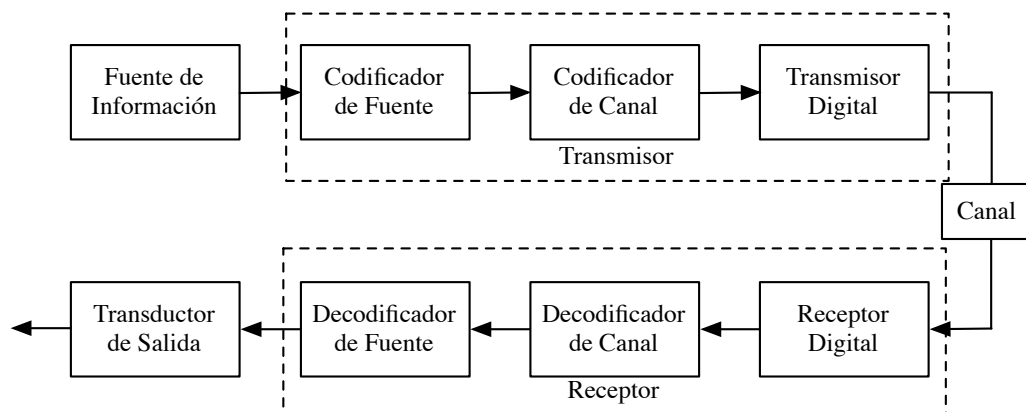 Fuente de
Información
Codificador
de Fuente
Codificador
de Canal
Transmisor
Digital
Transmisor
Canal
Transductor
de Salida
Decodificador
de Fuente
Decodificador
de Canal
Receptor
Digital
Receptor